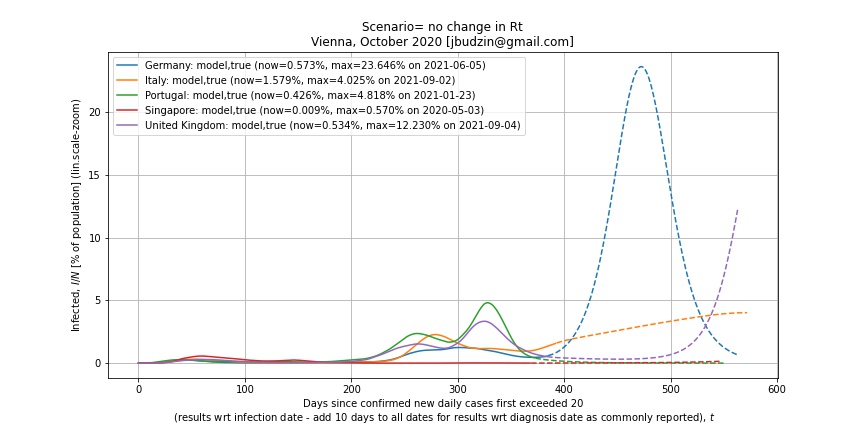 Scenario= no change in Rt
Vienna, October 2020 [jbudzin@gmail.com]
Germany: model,true (now=0.573%, max=23.646% on 2021-06-05)
Italy: model,true (now=1.579%, max=4.025% on 2021-09-02)
Portugal: model,true (now=0.426%, max=4.818% on 2021-01-23)
Singapore: model,true (now=0.009%, max=0.570% on 2020-05-03)
United Kingdom: model,true (now=0.534%, max=12.230% on 2021-09-04)
Infected, I/N [% of population] (lin.scale-zoom)
20
15
10
5
0
0 100 200 300 400 500 600
Days since confirmed new daily cases first exceeded 20
(results wrt infection date - add 10 days to all dates for results wrt diagnosis date as commonly reported), t